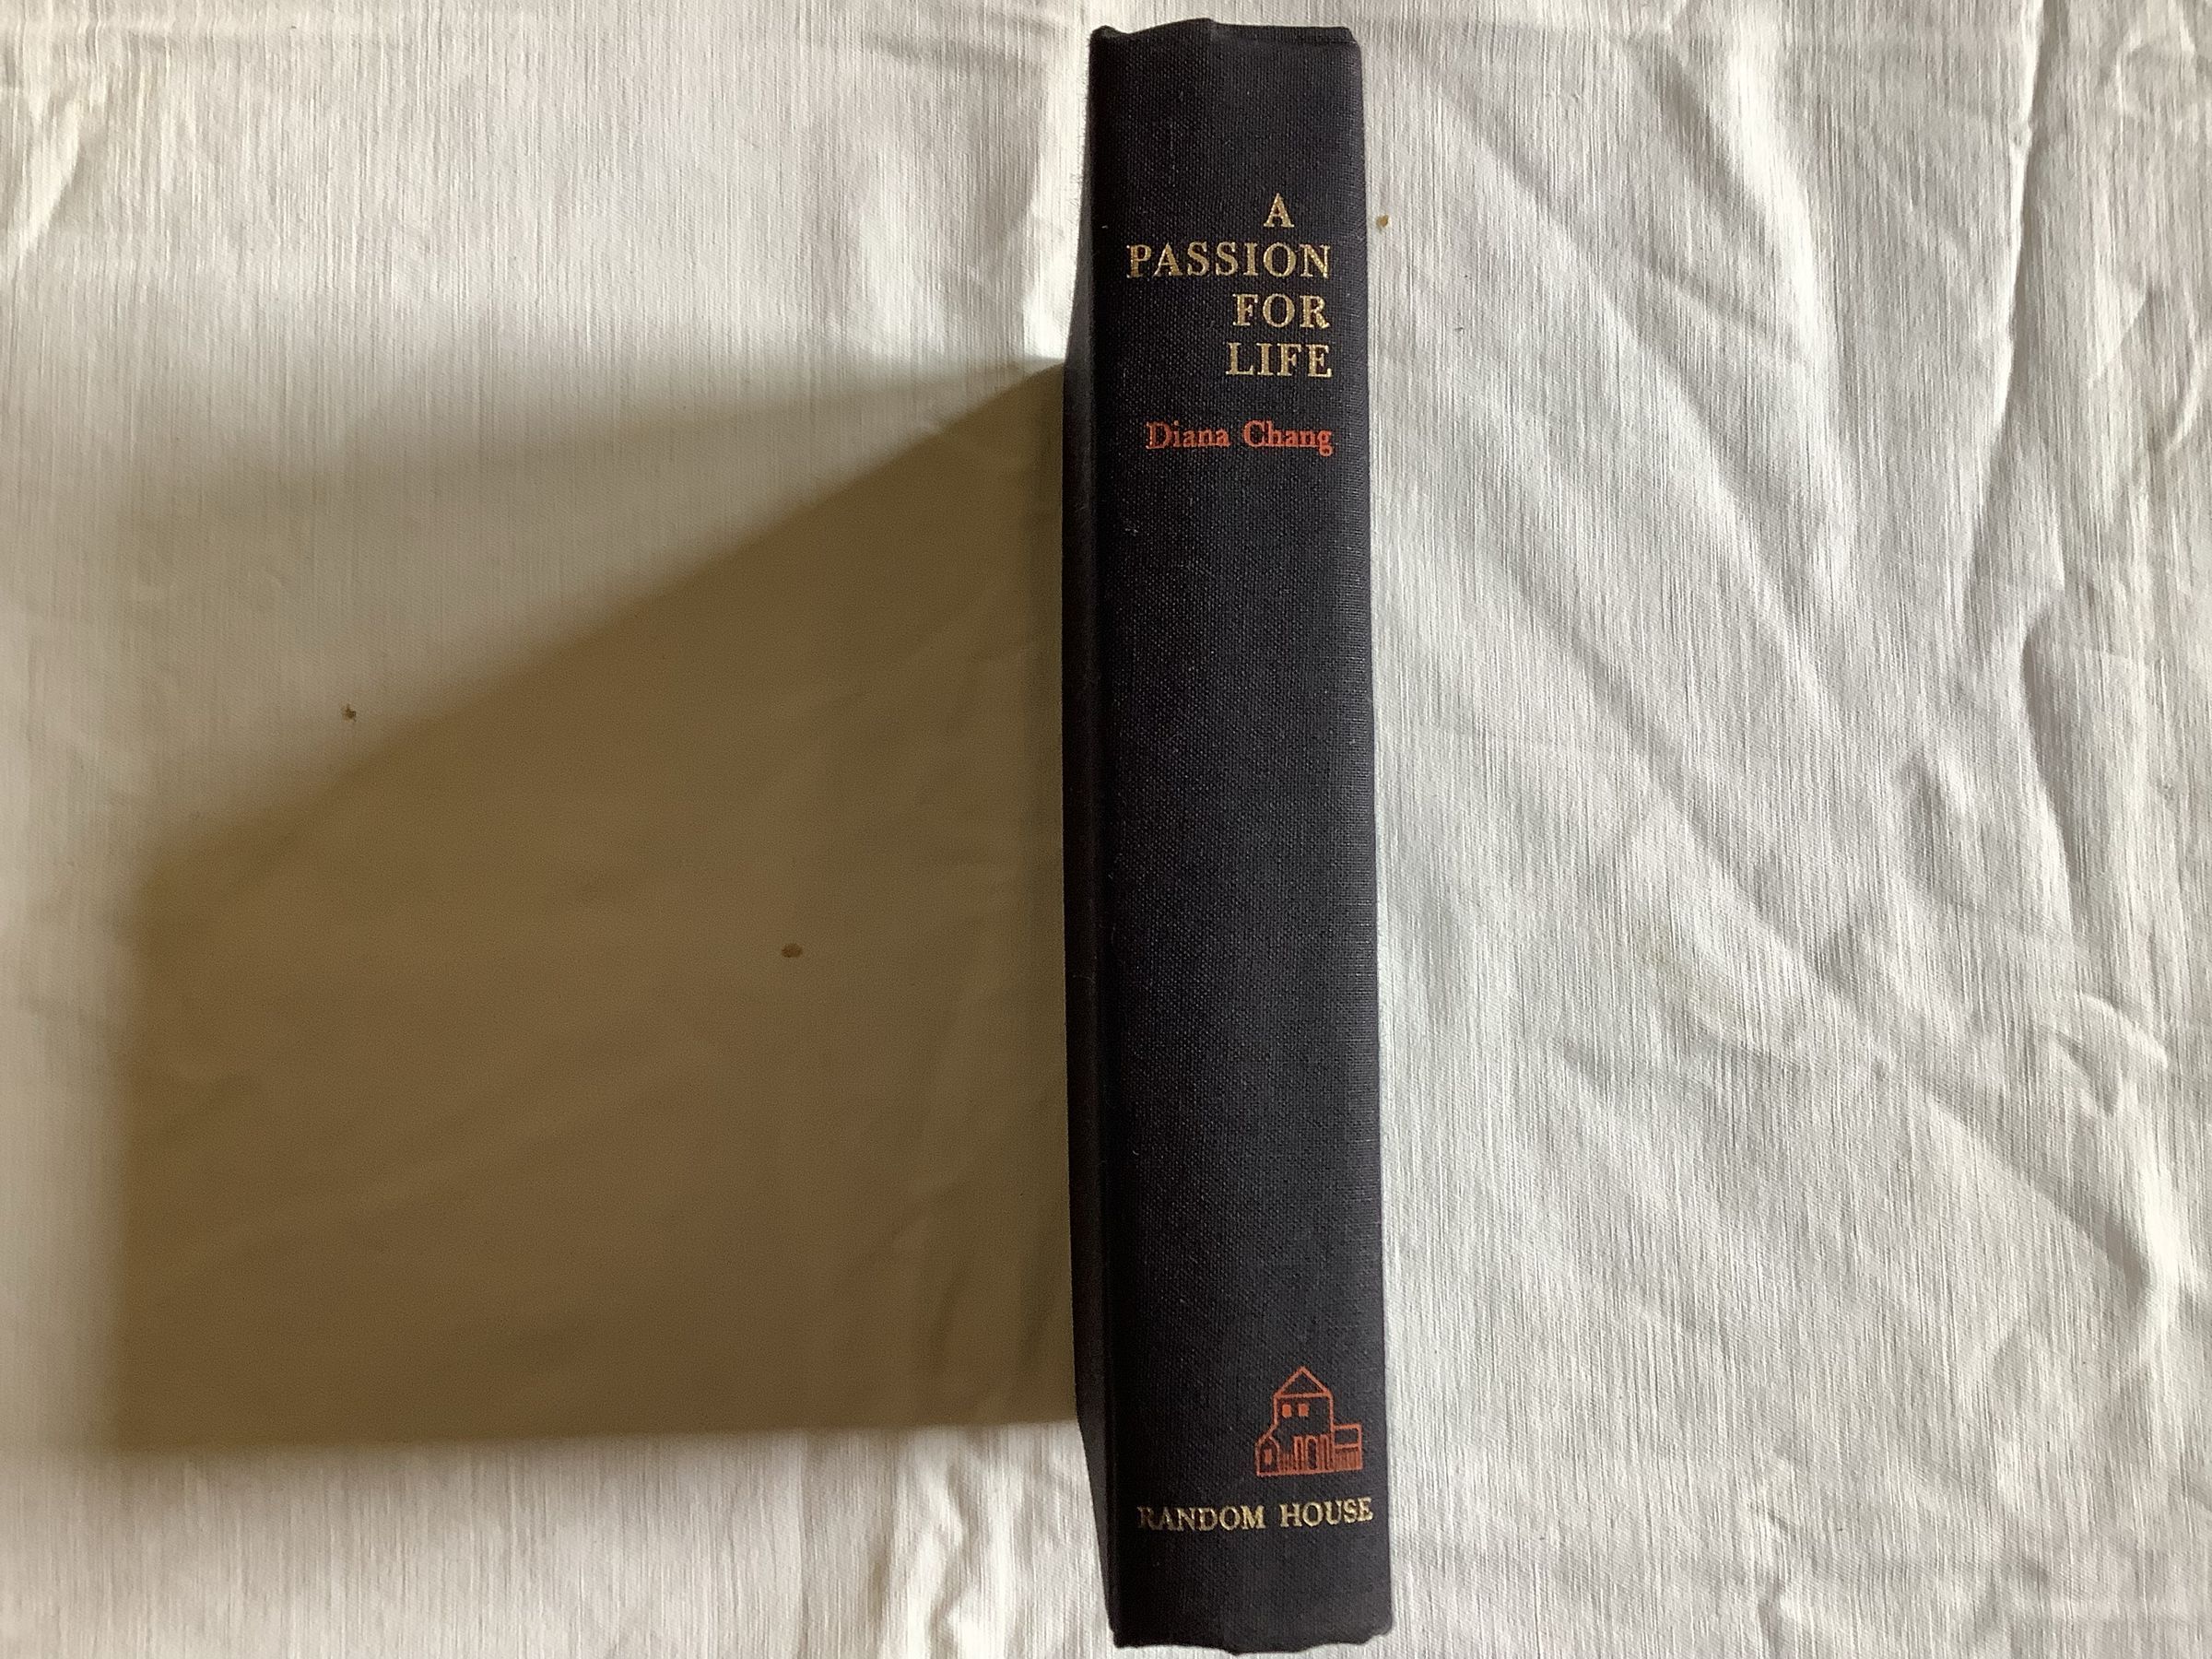 A
PASSION
FOR
LIFE
Diana Chang
RANDOM HOUSE